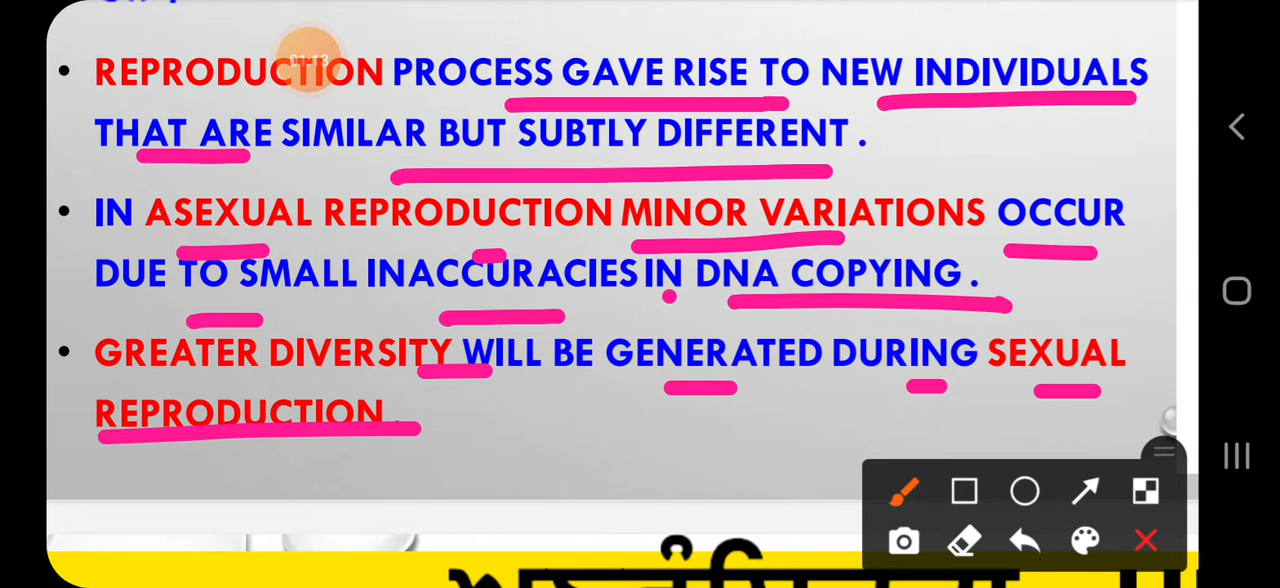 • REPRODUCTION PROCESS GAVE RISE TO NEW INDIVIDUALS
THAT ARE SIMILAR BUT SUBTLY DIFFERENT .
• IN ASEXUAL REPRODUCTION MINOR VARIATIONS OCCUR
DUE TO SMALL INACCURACIES IN DNA COPYING .
• GREATER DIVERSITY WILL BE GENERATED DURING SEXUAL
REPRODUCTION .